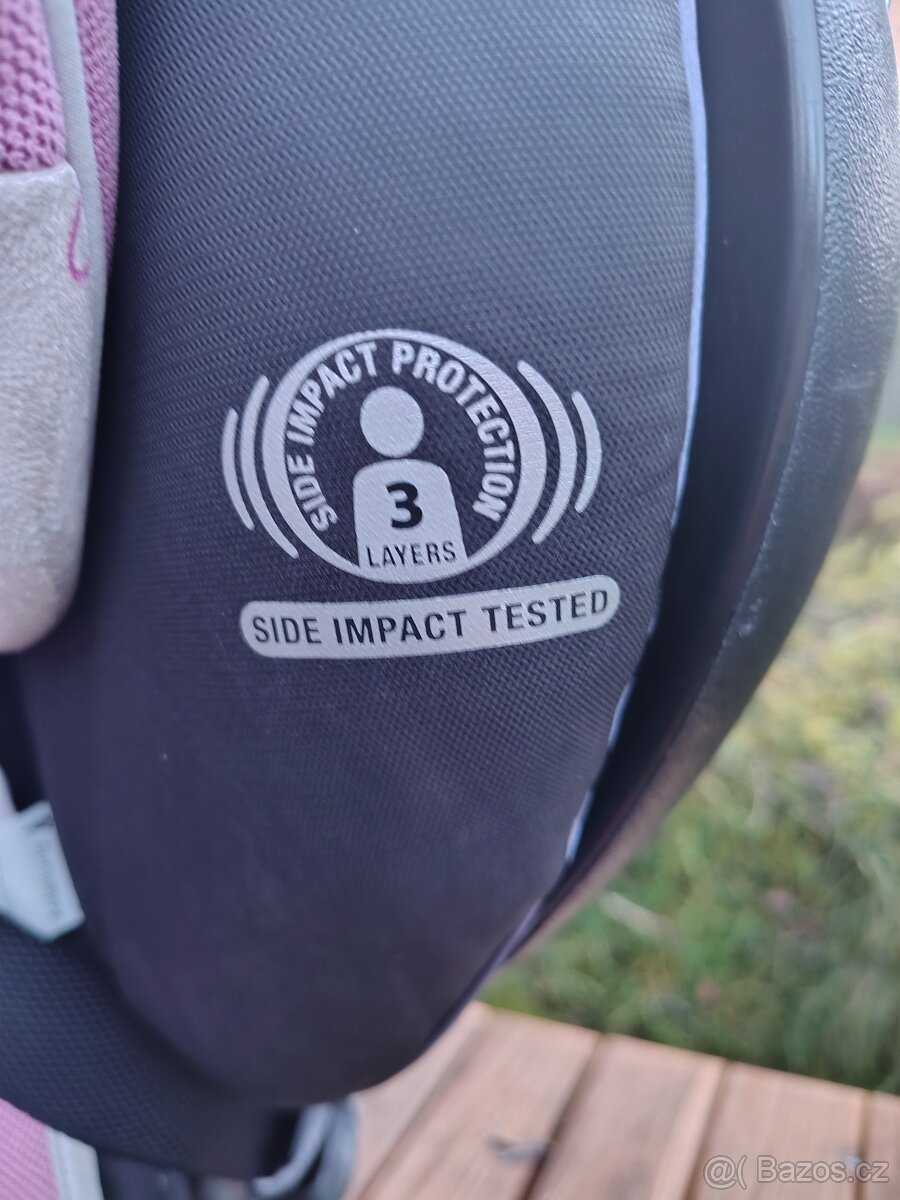 SIDE IMPACT PROTECTION
3
LAYERS
SIDE IMPACT TESTED
@( Bazos.cz